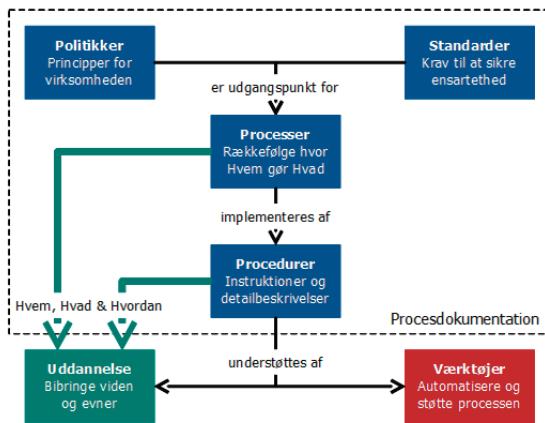 Politikker
Principper for
virksomheden
Standarder
Krav til at sikre
ensartethed
er udgangspunkt for
Processer
Rækkefølge hvor
Hvem gør Hvad
implementeres af
Procedurer
Instruktioner og
detailbeskrivelser
Hvem, Hvad & Hvordan
Procesdokumentation
understøttes af
Uddannelse
Bibringe viden
og evner
Værktøjer
Automatisere og
støtte processen